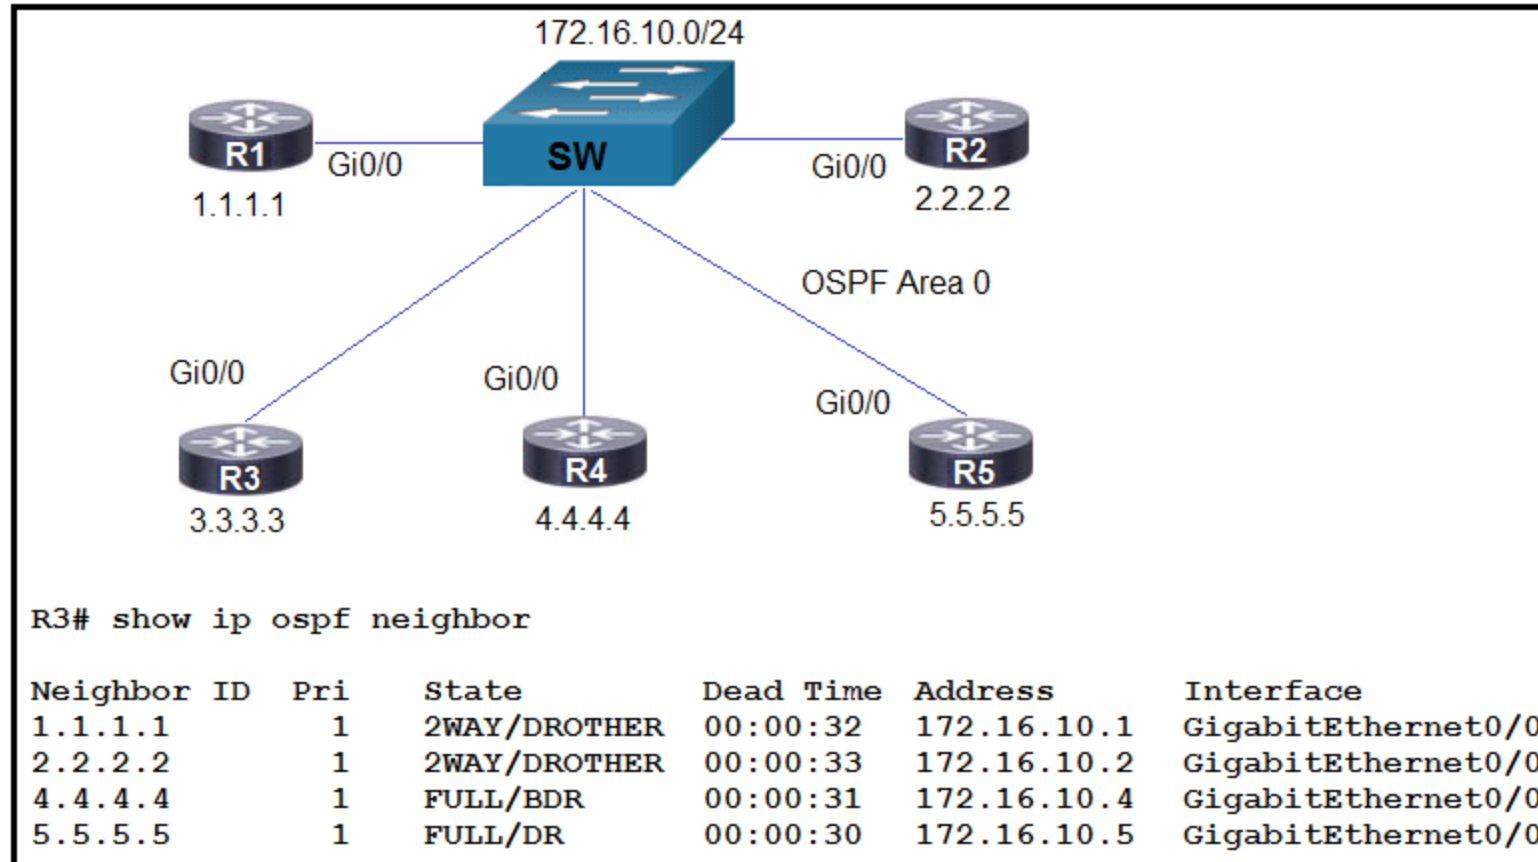 172.16.10.0/24
R1
Gi0/0
SW
Gi0/0
R2
1.1.1.1
2.2.2.2
OSPF Area 0
Gi0/0
Gi0/0
Gi0/0
R3
R4
R5
3.3.3.3
4.4.4.4
5.5.5.5
R3# show ip ospf neighbor
Neighbor ID Pri State Dead Time Address Interface
1.1.1.1 1 2WAY/DROTHER 00:00:32 172.16.10.1 GigabitEthernet0/0
2.2.2.2 1 2WAY/DROTHER 00:00:33 172.16.10.2 GigabitEthernet0/0
4.4.4.4 1 FULL/BDR 00:00:31 172.16.10.4 GigabitEthernet0/0
5.5.5.5 1 FULL/DR 00:00:30 172.16.10.5 GigabitEthernet0/0